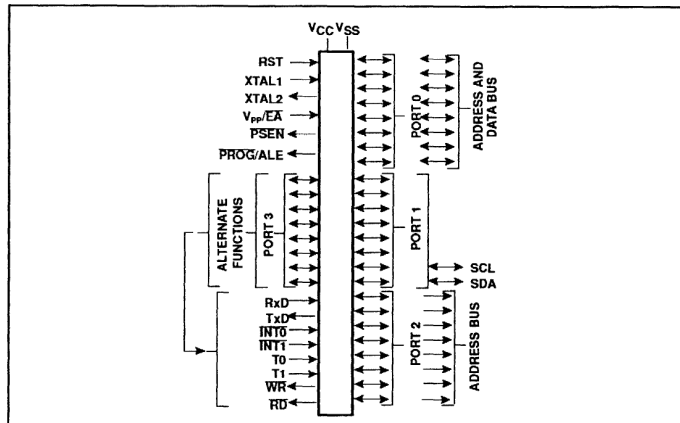 VCC VSS
RST
XTAL1
XTAL2
VPP/EA
PSEN
PROG/ALE
PORT 0
ADDRESS AND
DATA BUS
ALTERNATE
FUNCTIONS
PORT 3
PORT 1
SCL
SDA
RxD
TxD
INT0
INT1
T0
T1
WR
RD
PORT 2
ADDRESS BUS